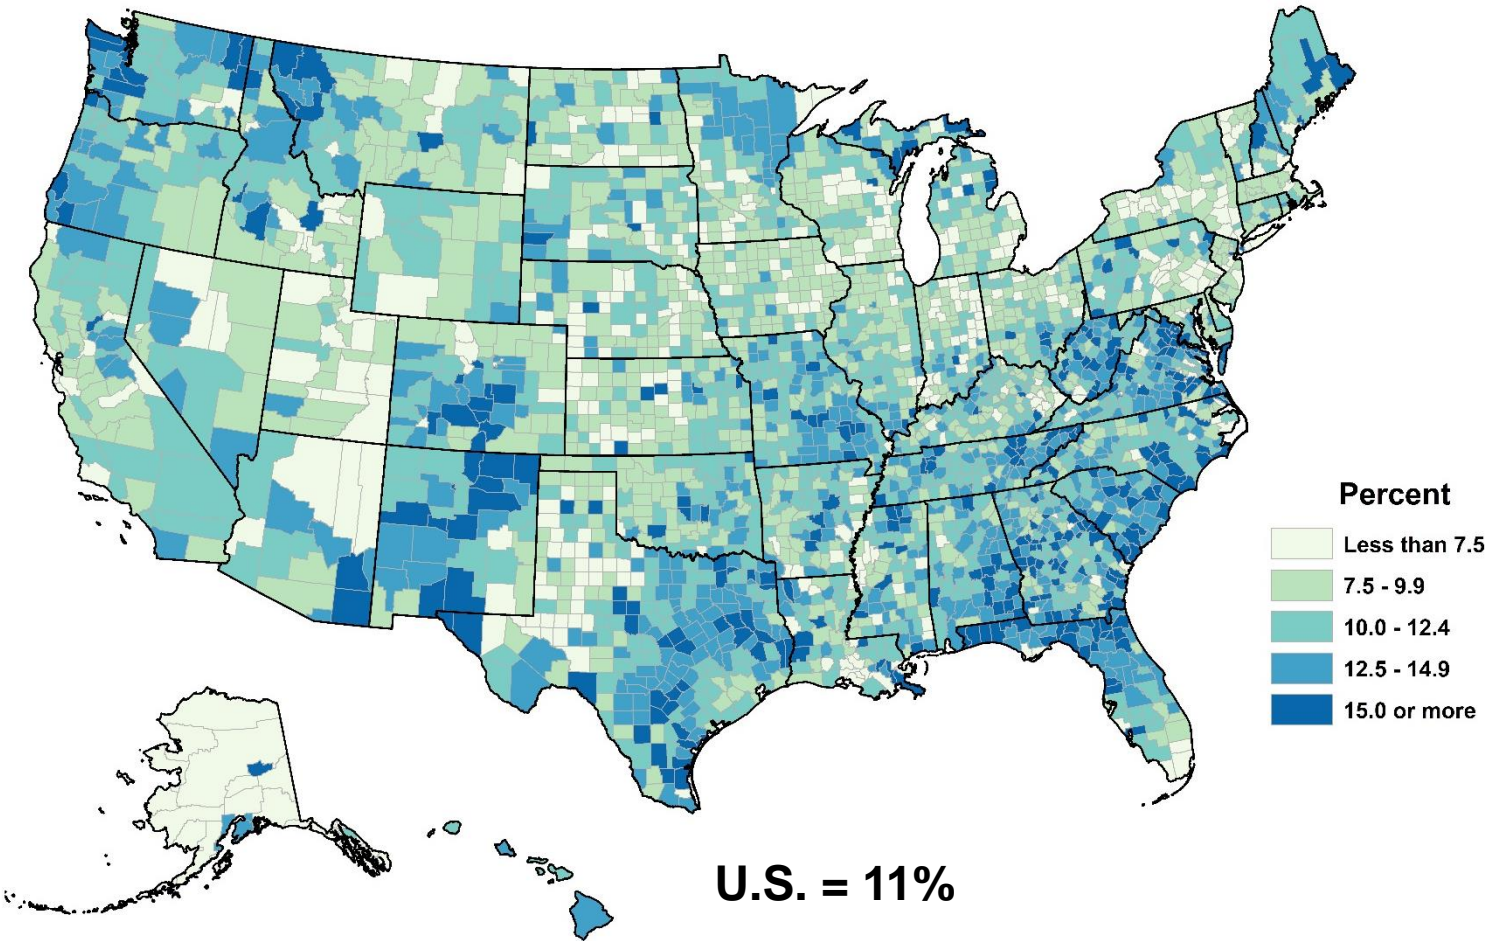 Percent
Less than 7.5
7.5 - 9.9
10.0 - 12.4
12.5 - 14.9
15.0 or more
U.S. = 11%